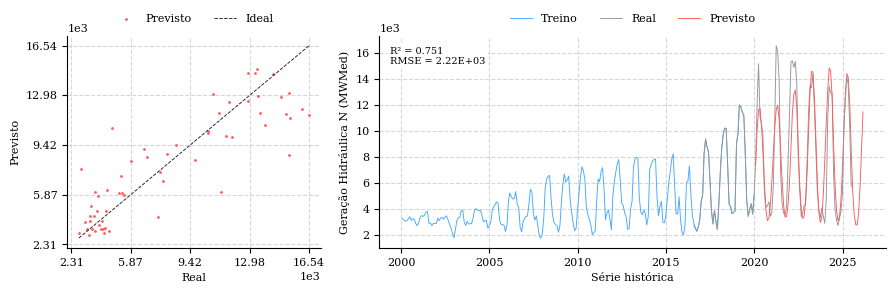 Previsto
Ideal
1e3
16.54
12.98
9.42
5.87
2.31
Previsto
2.31
5.87
9.42
12.98
16.54
1e3
Real
Treino
Real
Previsto
1e3
R² = 0.751
RMSE = 2.22E+03
16
14
12
10
8
6
4
2
Geração Hidráulica N (MWMed)
2000
2005
2010
2015
2020
2025
Série histórica